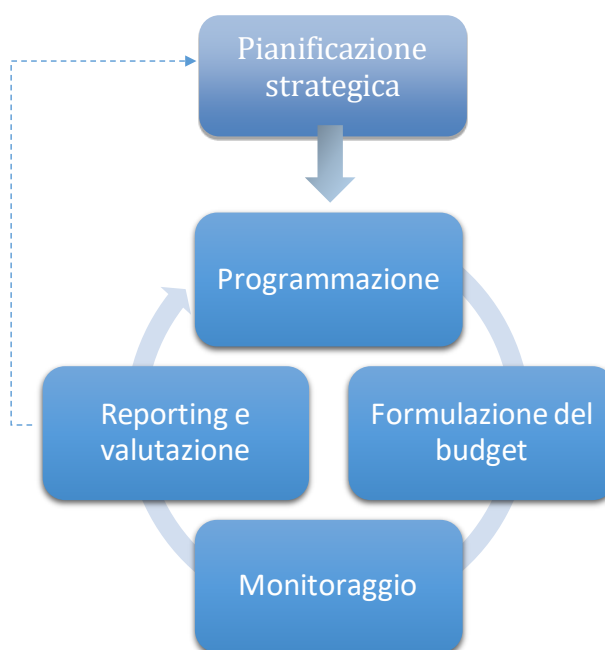 Pianificazione
strategica
Programmazione
Reporting e
valutazione
Formulazione del
budget
Monitoraggio